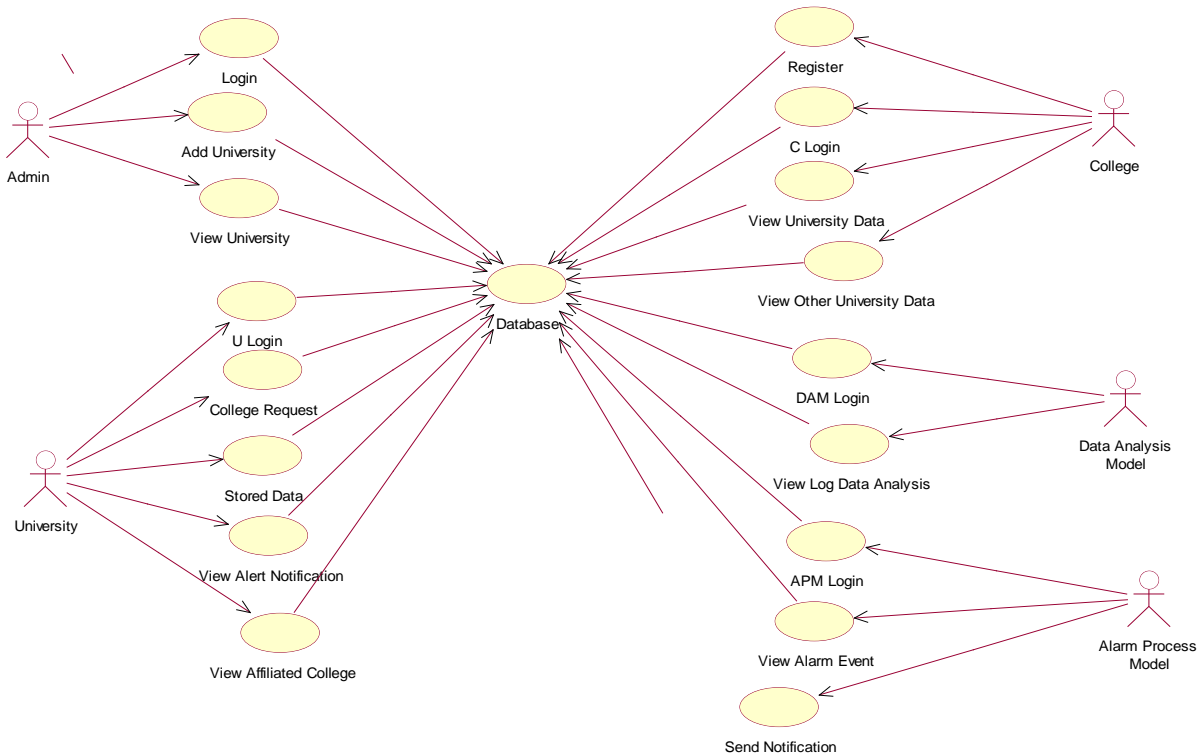 Login
Register
Add University
C Login
Admin
College
View University
View University Data
View Other University Data
Database
U Login
College Request
DAM Login
Data Analysis
Model
Stored Data
View Log Data Analysis
University
View Alert Notification
APM Login
View Affiliated College
View Alarm Event
Alarm Process
Model
Send Notification